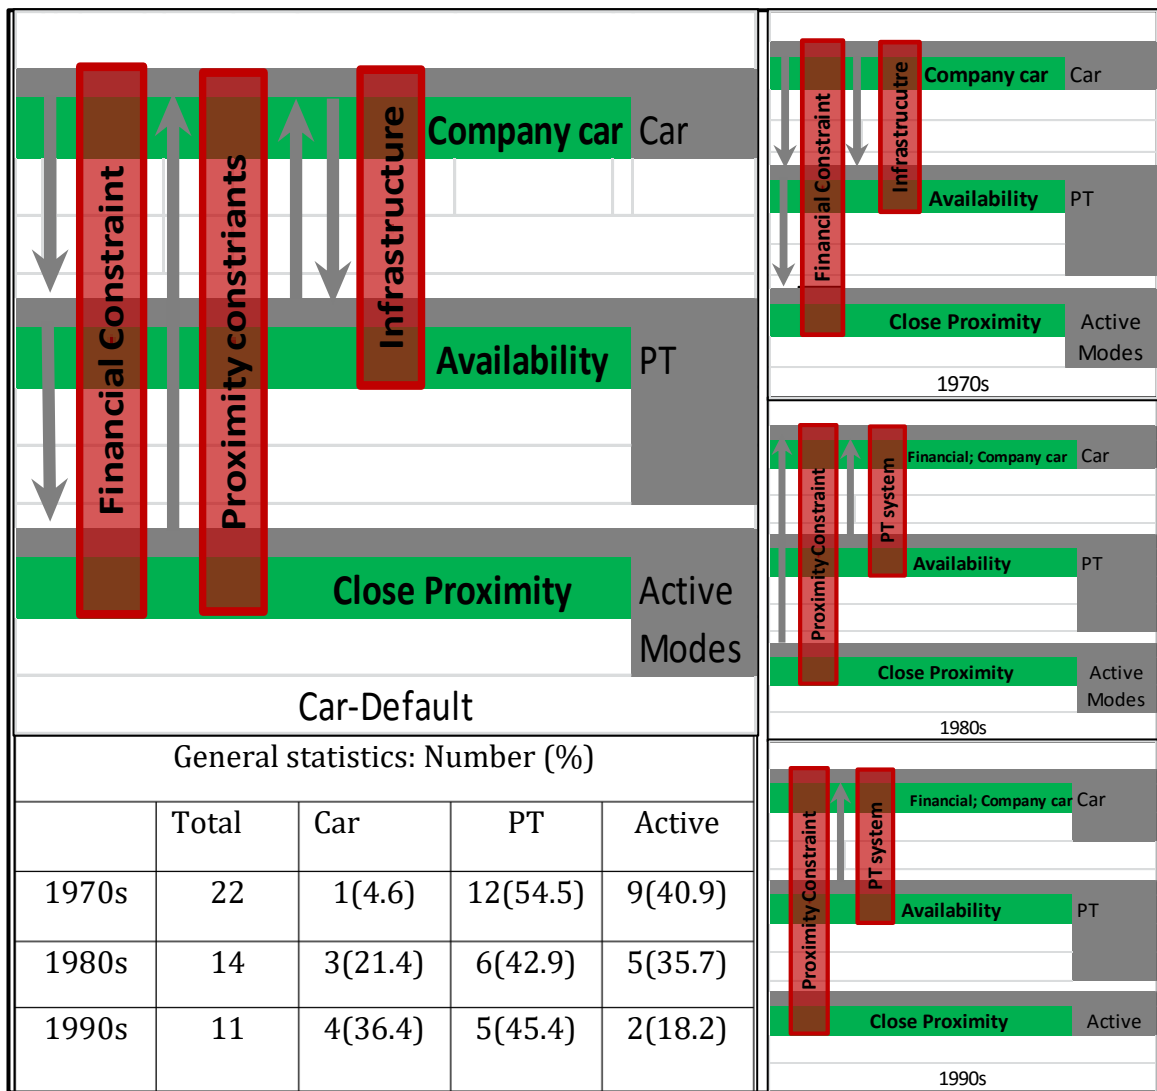 Financial Constraint
Proximity constriants
Infrastructure
Company car
Car
Availability
PT
Close Proximity
Active
Modes
Car-Default
General statistics: Number (%)
Total Car PT Active
1970s 22 1(4.6) 12(54.5) 9(40.9)
1980s 14 3(21.4) 6(42.9) 5(35.7)
1990s 11 4(36.4) 5(45.4) 2(18.2)
Financial Constraint
Infrastrucutre
Company car
Car
Availability
PT
Close Proximity
Active
Modes
1970s
Proximity Constraint
PT system
Financial; Company car
Car
Availability
PT
Close Proximity
Active
Modes
1980s
Proximity Constraint
PT system
Financial; Company car
Car
Availability
PT
Close Proximity
Active
1990s